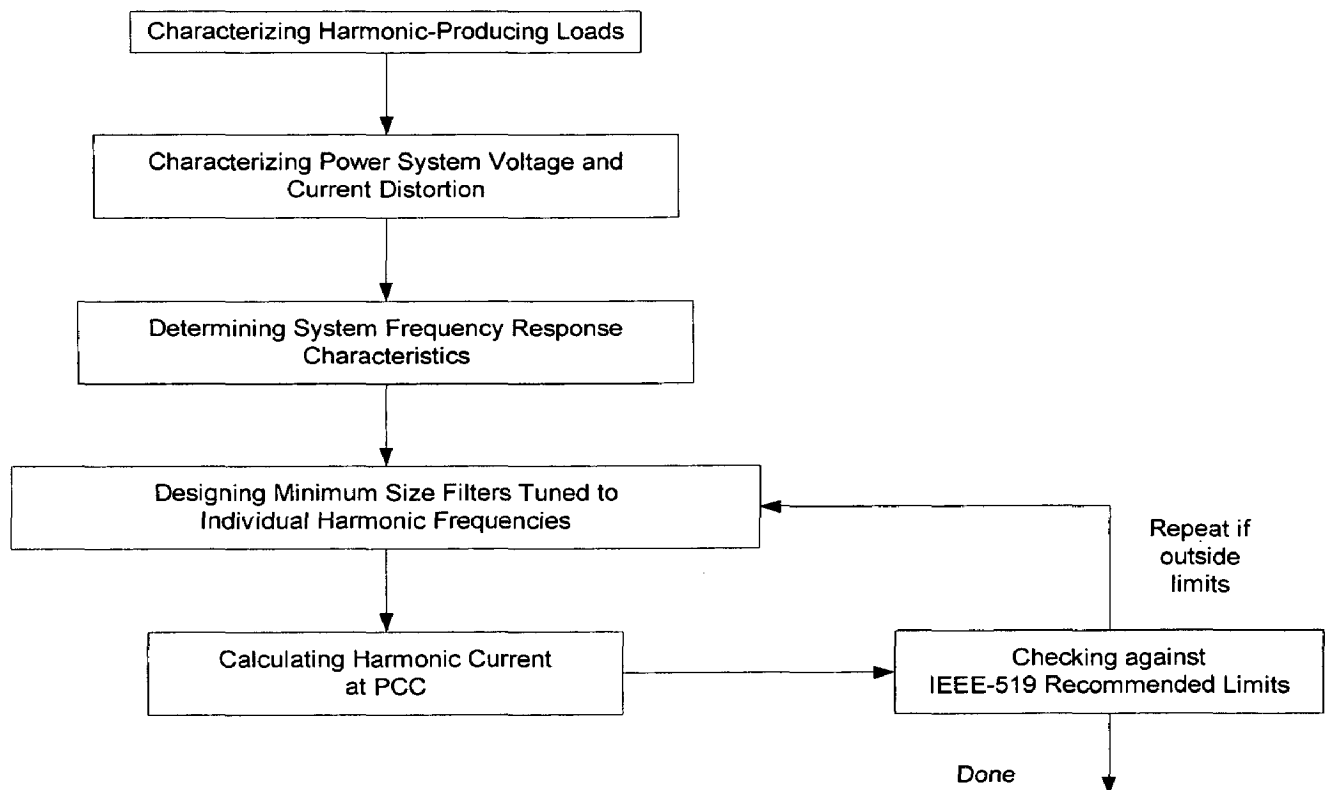 Characterizing Harmonic-Producing Loads
Characterizing Power System Voltage and
Current Distortion
Determining System Frequency Response
Characteristics
Designing Minimum Size Filters Tuned to
Individual Harmonic Frequencies
Repeat if
outside
limits
Calculating Harmonic Current
at PCC
Checking against
IEEE-519 Recommended Limits
Done